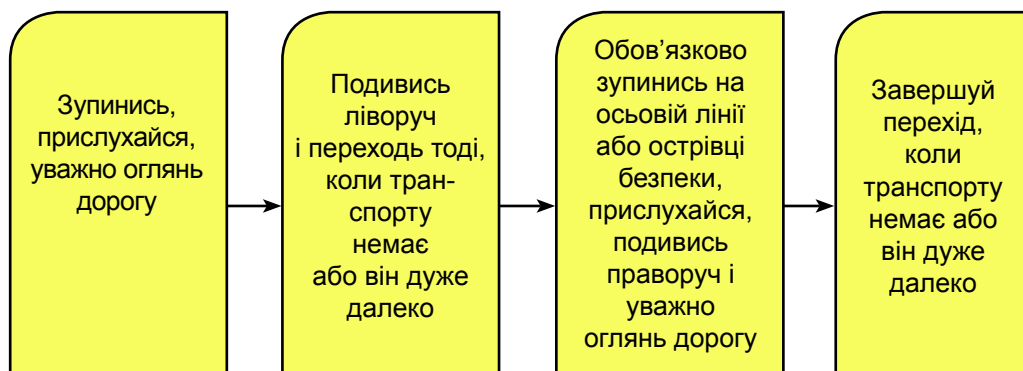 Зупинись,
прислухайся,
уважно оглянь
дорогу
Подивись
ліворуч
і переходь тоді,
коли тран-
спорту
немає
або він дуже
далеко
Обов’язково
зупинись на
осьовій лінії
або острівці
безпеки,
прислухайся,
подивись
праворуч і
уважно
оглянь дорогу
Завершуй
перехід,
коли
транспорту
немає або
він дуже
далеко